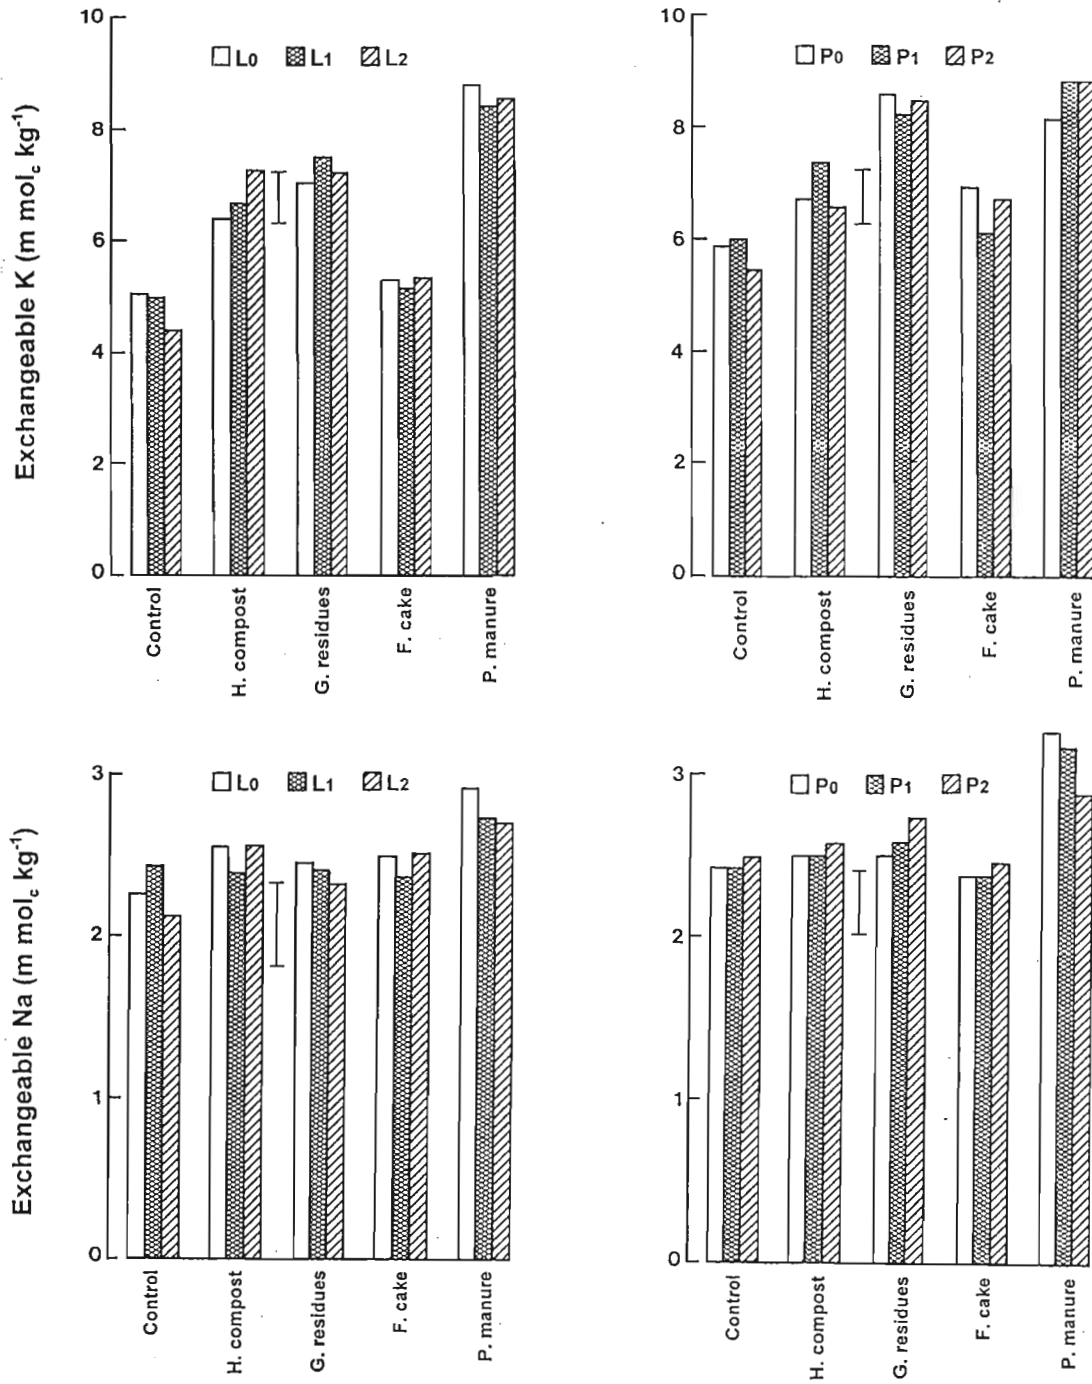 Exchangeable K (m mol_c kg⁻¹)
10
8
6
4
2
0
L0 L1 L2
Control
H. compost
G. residues
F. cake
P. manure
10
8
6
4
2
0
P0 P1 P2
Control
H. compost
G. residues
F. cake
P. manure
Exchangeable Na (m mol_c kg⁻¹)
3
2
1
0
L0 L1 L2
Control
H. compost
G. residues
F. cake
P. manure
3
2
1
0
P0 P1 P2
Control
H. compost
G. residues
F. cake
P. manure